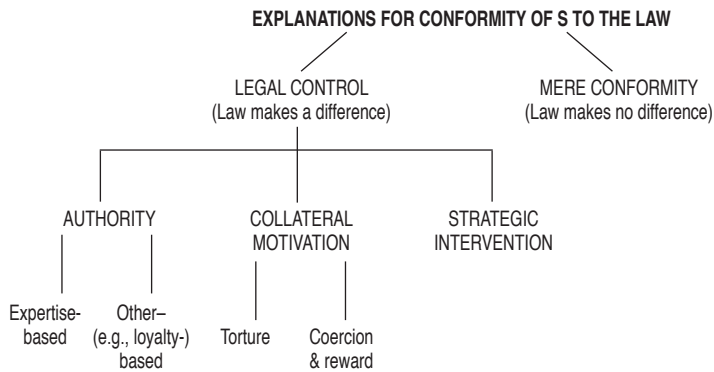 EXPLANATIONS FOR CONFORMITY OF S TO THE LAW
LEGAL CONTROL
(Law makes a difference)
MERE CONFORMITY
(Law makes no difference)
AUTHORITY
COLLATERAL
MOTIVATION
STRATEGIC
INTERVENTION
Expertise-
based
Other–
(e.g., loyalty-)
based
Torture
Coercion
& reward